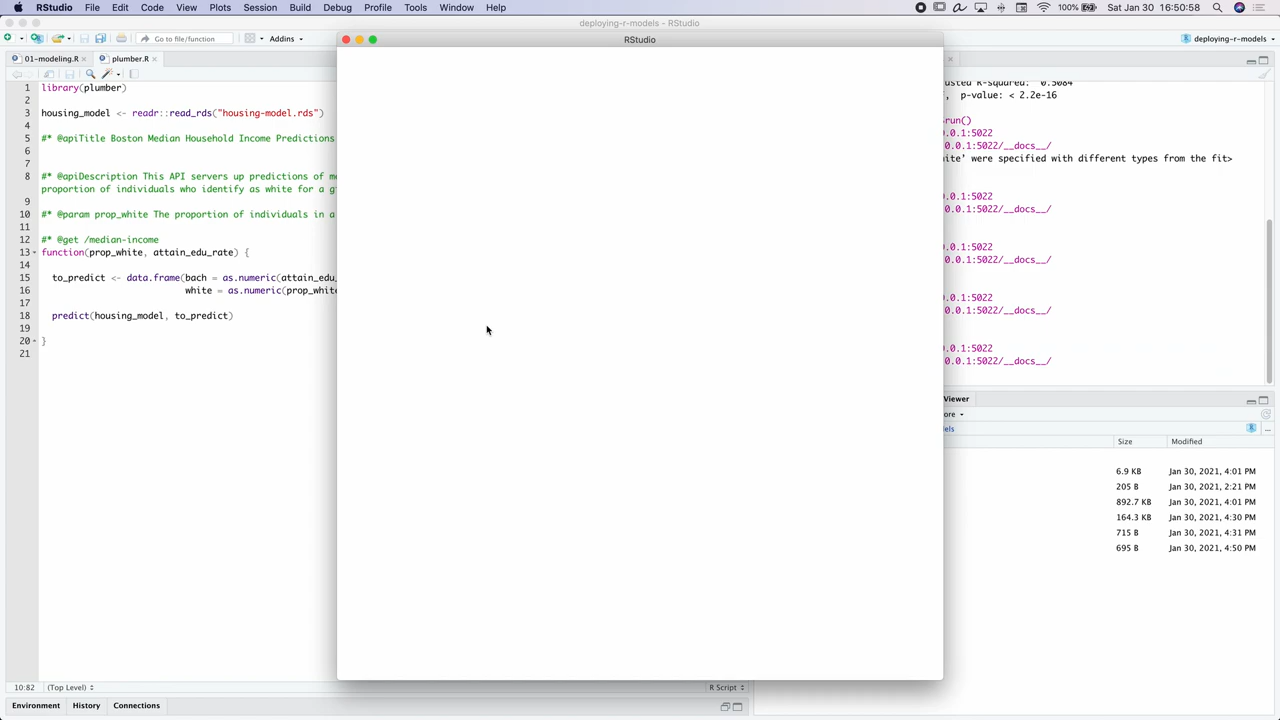 RStudio File Edit Code View Plots Session Build Debug Profile Tools Window Help 100% Sat Jan 30 16:50:58
deploying-r-models - RStudio
Go to file/function Addins deploying-r-models
RStudio
01-modeling.R plumber.R
1 library(plumber)
2
3 housing_model <- readr::read_rds("housing-model.rds")
4
5 #* @apiTitle Boston Median Household Income Predictions
6
7
8 #* @apiDescription This API servers up predictions of m
proportion of individuals who identify as white for a g
9
10 #* @param prop_white The proportion of individuals in a
11
12 #* @get /median-income
13 function(prop_white, attain_edu_rate) {
14
15 to_predict <- data.frame(bach = as.numeric(attain_edu_
16 white = as.numeric(prop_white
17
18 predict(housing_model, to_predict)
19
20 }
21
10:82 (Top Level) R Script
Environment History Connections
usted R-squared: 0.5084
, p-value: < 2.2e-16
run()
.0.1:5022
.0.1:5022/__docs__/
ite’ were specified with different types from the fit>
0.0.1:5022
0.0.1:5022/__docs__/
0.0.1:5022
0.0.1:5022/__docs__/
0.0.1:5022
0.0.1:5022/__docs__/
0.0.1:5022
0.0.1:5022/__docs__/
Viewer
ore
els
Size Modified
6.9 KB Jan 30, 2021, 4:01 PM
205 B Jan 30, 2021, 2:21 PM
892.7 KB Jan 30, 2021, 4:01 PM
164.3 KB Jan 30, 2021, 4:30 PM
715 B Jan 30, 2021, 4:31 PM
695 B Jan 30, 2021, 4:50 PM